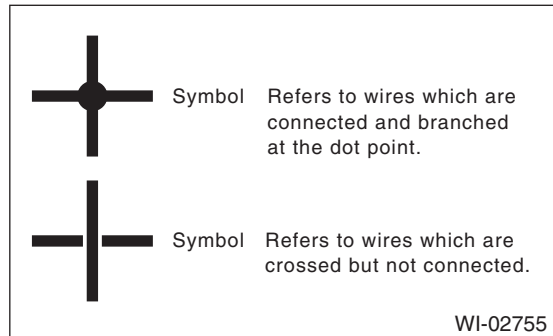 Symbol Refers to wires which are
connected and branched
at the dot point.
Symbol Refers to wires which are
crossed but not connected.
WI-02755